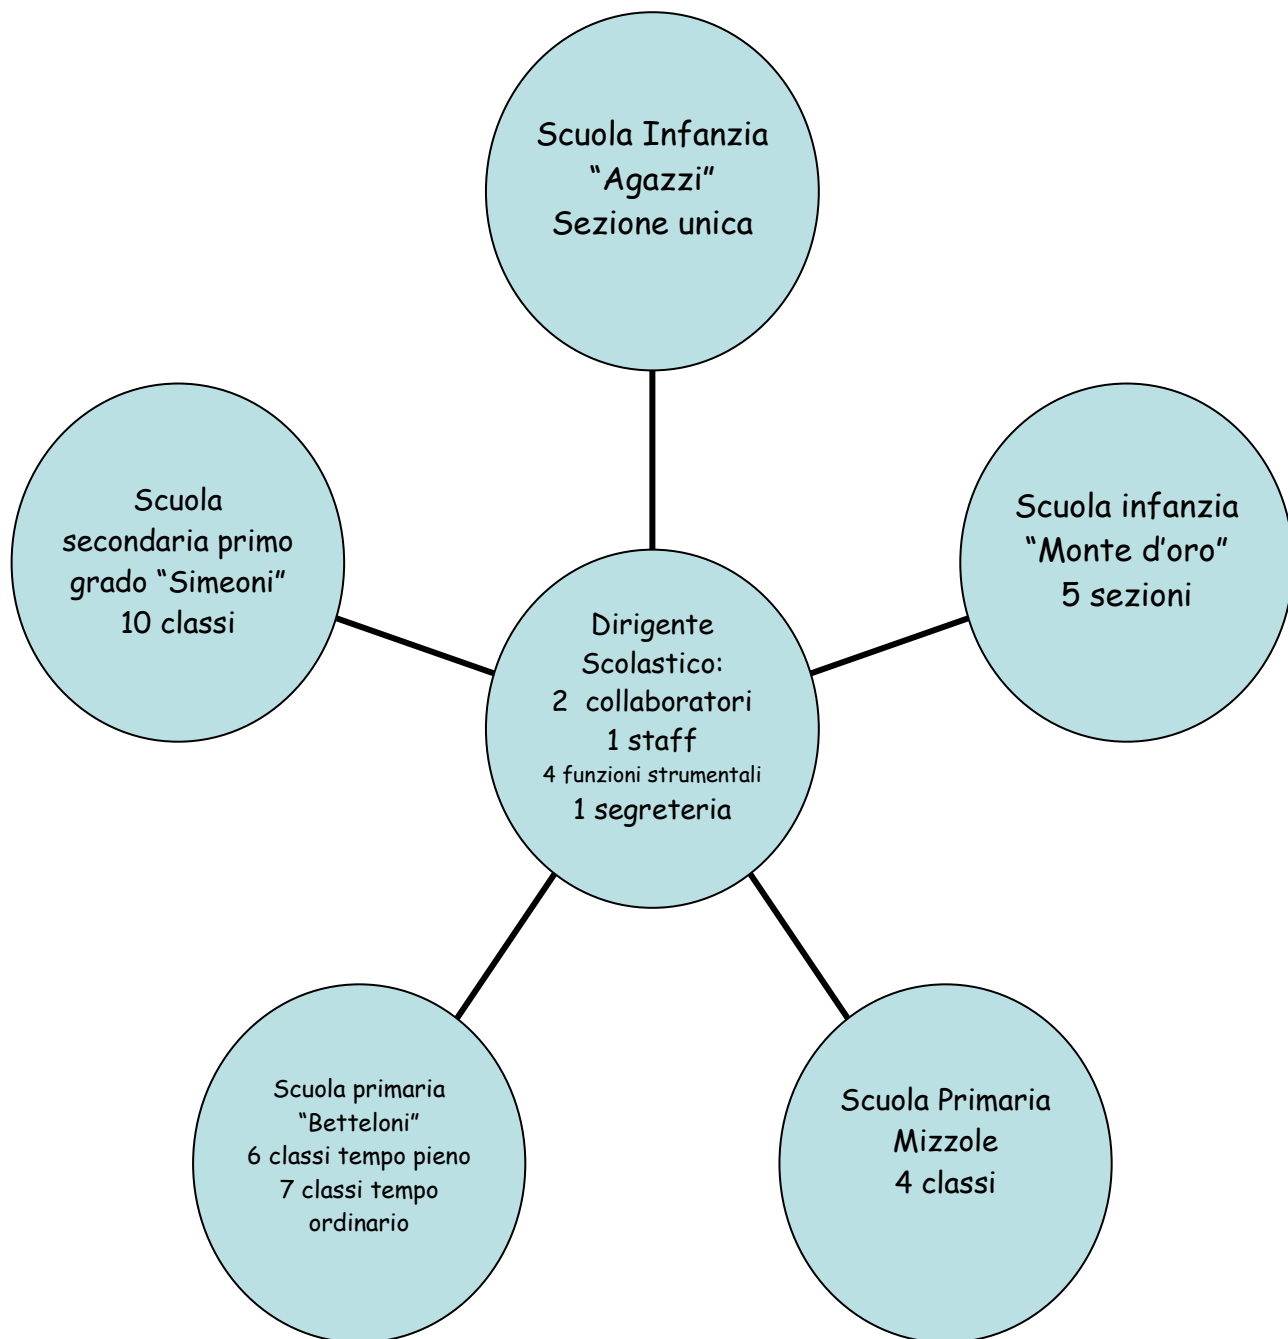 Scuola Infanzia
“Agazzi”
Sezione unica
Scuola
secondaria primo
grado “Simeoni”
10 classi
Scuola infanzia
“Monte d’oro”
5 sezioni
Dirigente
Scolastico:
2 collaboratori
1 staff
4 funzioni strumentali
1 segreteria
Scuola primaria
“Betteloni”
6 classi tempo pieno
7 classi tempo
ordinario
Scuola Primaria
Mizzole
4 classi